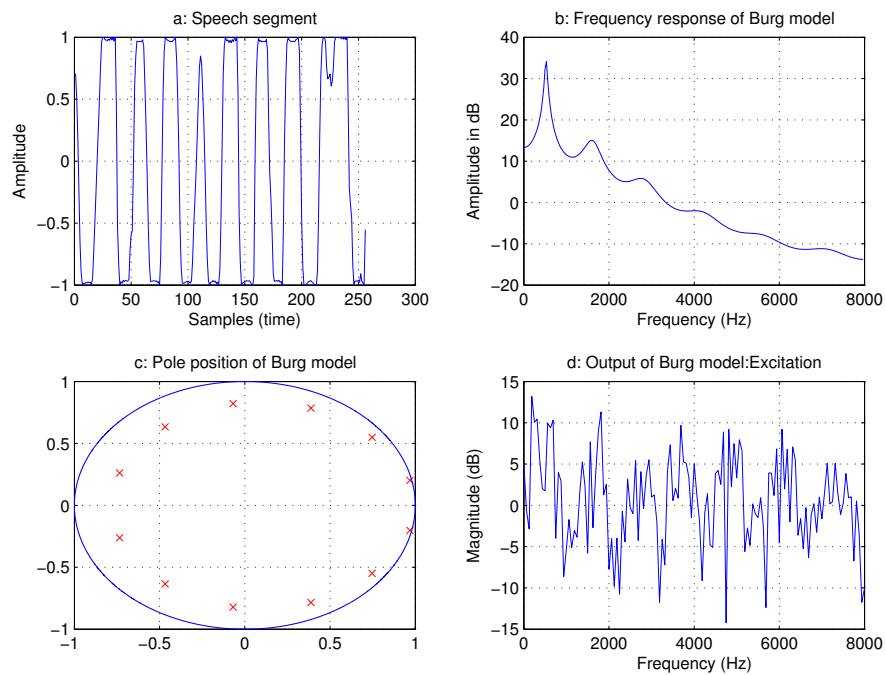 a: Speech segment
1
0.5
0
−0.5
−1
Amplitude
0 50 100 150 200 250 300
Samples (time)
b: Frequency response of Burg model
40
30
20
10
0
−10
−20
Amplitude in dB
0 2000 4000 6000 8000
Frequency (Hz)
c: Pole position of Burg model
1
0.5
0
−0.5
−1
−1 −0.5 0 0.5 1
d: Output of Burg model:Excitation
15
10
5
0
−5
−10
−15
Magnitude (dB)
0 2000 4000 6000 8000
Frequency (Hz)